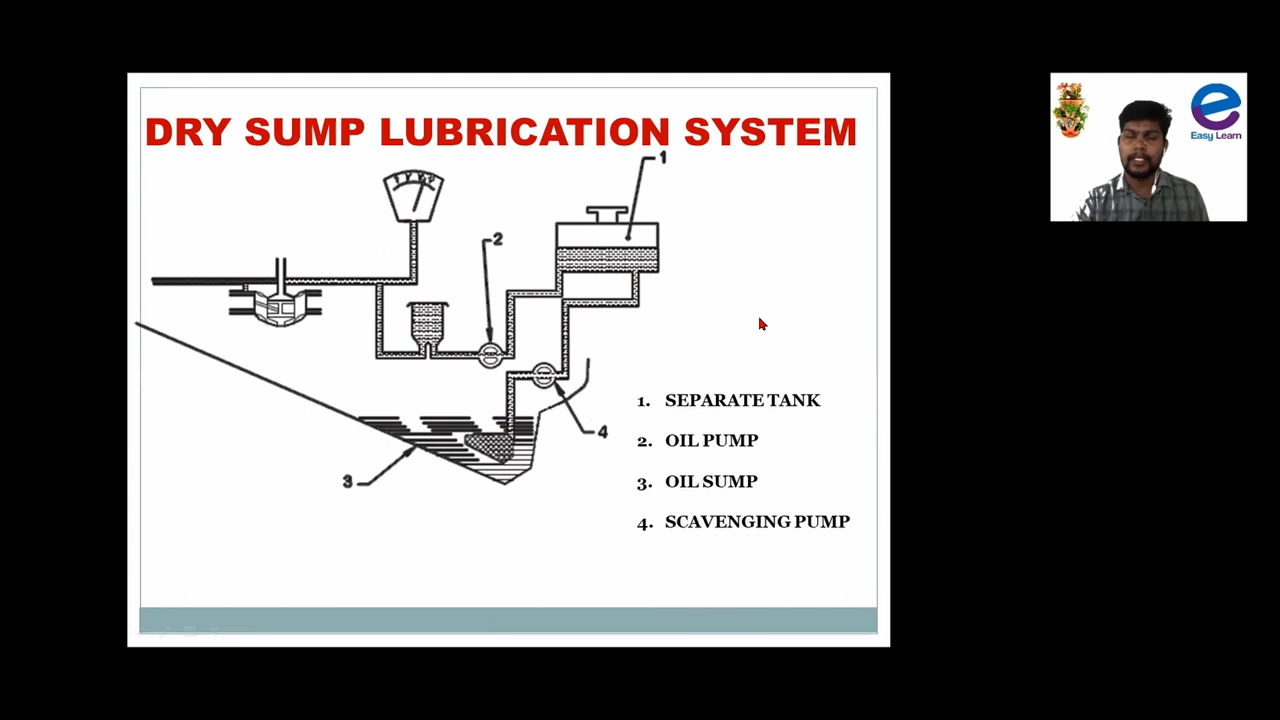 DRY SUMP LUBRICATION SYSTEM
1
2
3
4
1. SEPARATE TANK
2. OIL PUMP
3. OIL SUMP
4. SCAVENGING PUMP
e
Easy Learn